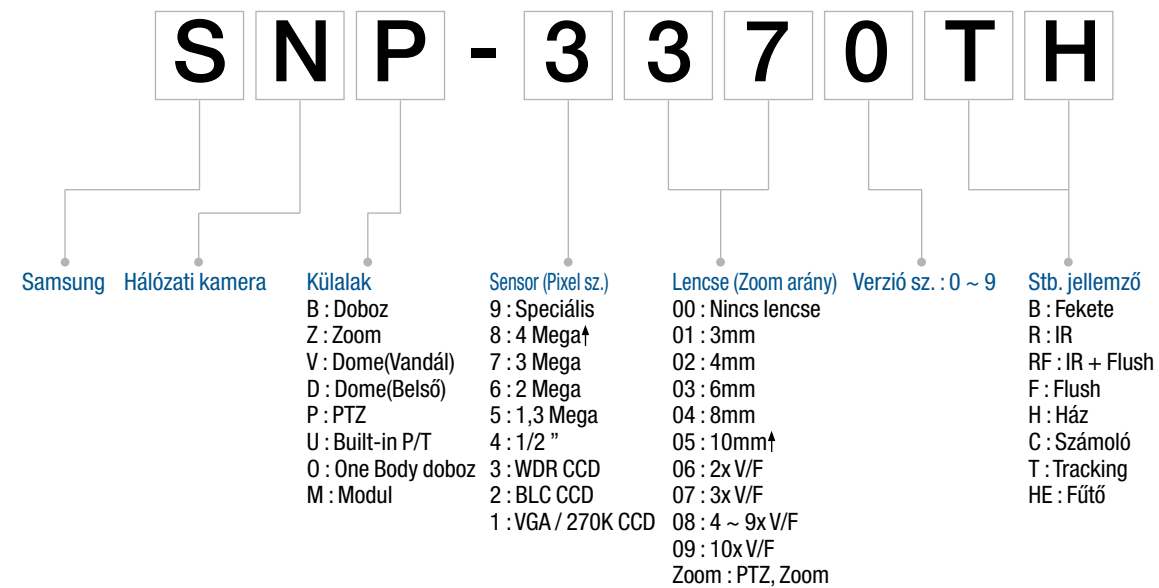 SNP-3370TH
Samsung
Hálózati kamera
Külalak
B : Doboz
Z : Zoom
V : Dome(Vandál)
D : Dome(Belső)
P : PTZ
U : Built-in P/T
O : One Body doboz
M : Modul
Sensor (Pixel sz.)
9 : Speciális
8 : 4 Mega↑
7 : 3 Mega
6 : 2 Mega
5 : 1,3 Mega
4 : 1/2 ”
3 : WDR CCD
2 : BLC CCD
1 : VGA / 270K CCD
Lencse (Zoom arány)
00 : Nincs lencse
01 : 3mm
02 : 4mm
03 : 6mm
04 : 8mm
05 : 10mm↑
06 : 2x V/F
07 : 3x V/F
08 : 4 ~ 9x V/F
09 : 10x V/F
Zoom : PTZ, Zoom
Verzió sz. : 0 ~ 9
Stb. jellemző
B : Fekete
R : IR
RF : IR + Flush
F : Flush
H : Ház
C : Számoló
T : Tracking
HE : Fűtő